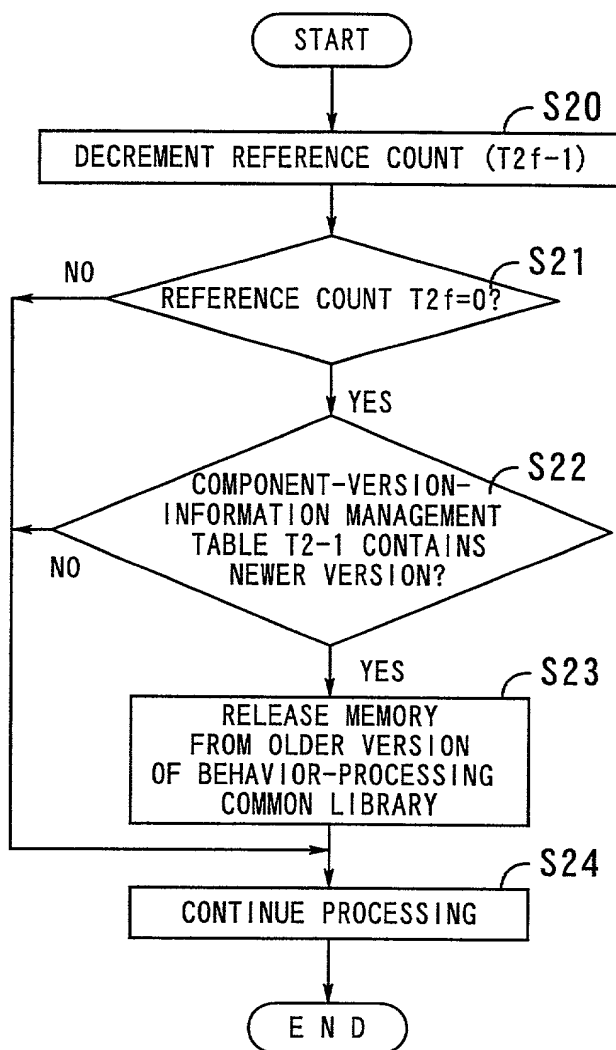 START
S20
DECREMENT REFERENCE COUNT (T2f-1)
S21
NO
REFERENCE COUNT T2f=0?
YES
S22
COMPONENT-VERSION-
INFORMATION MANAGEMENT
TABLE T2-1 CONTAINS
NEWER VERSION?
NO
YES
S23
RELEASE MEMORY
FROM OLDER VERSION
OF BEHAVIOR-PROCESSING
COMMON LIBRARY
S24
CONTINUE PROCESSING
END